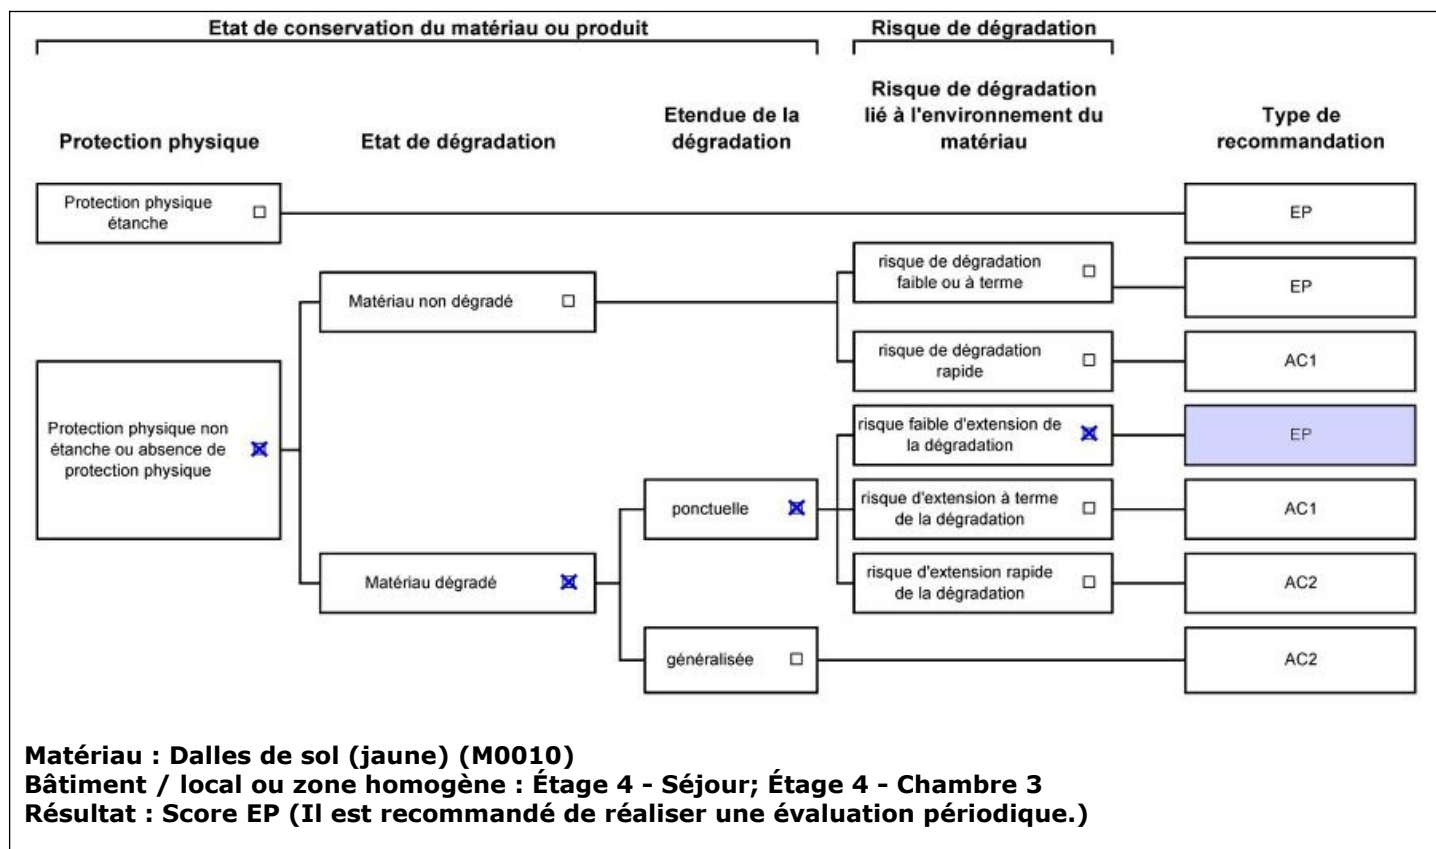 Etat de conservation du matériau ou produit
Risque de dégradation
Protection physique
Etat de dégradation
Etendue de la
dégradation
Risque de dégradation
lié à l'environnement du
matériau
Type de
recommandation
Protection physique
étanche
EP
Matériau non dégradé
risque de dégradation
faible ou à terme
EP
risque de dégradation
rapide
AC1
Protection physique non
étanche ou absence de
protection physique
risque faible d'extension de
la dégradation
EP
ponctuelle
risque d'extension à terme
de la dégradation
AC1
Matériau dégradé
risque d'extension rapide
de la dégradation
AC2
généralisée
AC2
Matériau : Dalles de sol (jaune) (M0010)
Bâtiment / local ou zone homogène : Étage 4 - Séjour; Étage 4 - Chambre 3
Résultat : Score EP (Il est recommandé de réaliser une évaluation périodique.)